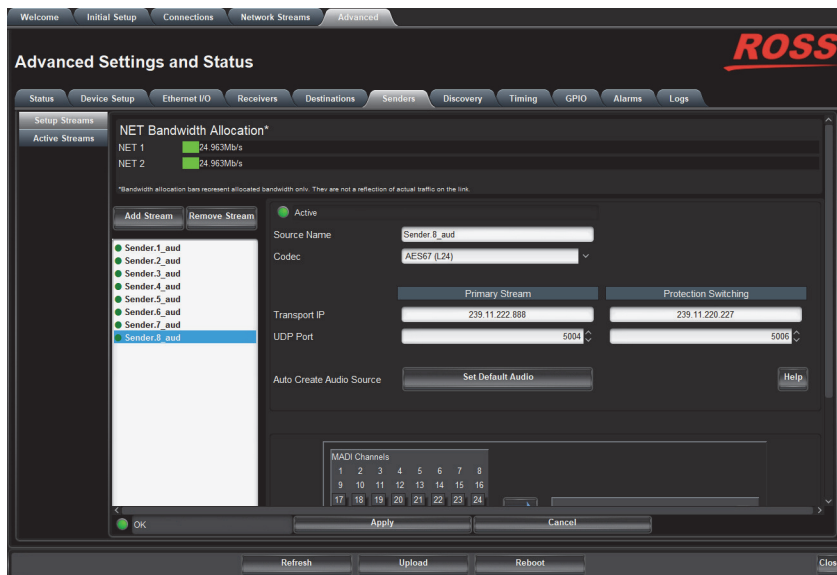 Welcome Initial Setup Connections Network Streams Advanced
ROSS
Advanced Settings and Status
Status Device Setup Ethernet I/O Receivers Destinations Senders Discovery Timing GPIO Alarms Logs
Setup Streams
Active Streams
NET Bandwidth Allocation*
NET 1 24.963Mb/s
NET 2 24.963Mb/s
*Bandwidth allocation bars represent allocated bandwidth only. They are not a reflection of actual traffic on the link.
Add Stream Remove Stream
Sender.1_aud
Sender.2_aud
Sender.3_aud
Sender.4_aud
Sender.5_aud
Sender.6_aud
Sender.7_aud
Sender.8_aud
Active
Source Name Sender.8_aud
Codec AES67 (L24)
Primary Stream Protection Switching
Transport IP 239.11.222.888 239.11.220.227
UDP Port 5004 5006
Auto Create Audio Source Set Default Audio Help
MADI Channels
1 2 3 4 5 6 7 8
9 10 11 12 13 14 15 16
17 18 19 20 21 22 23 24
OK Apply Cancel
Refresh Upload Reboot Clos